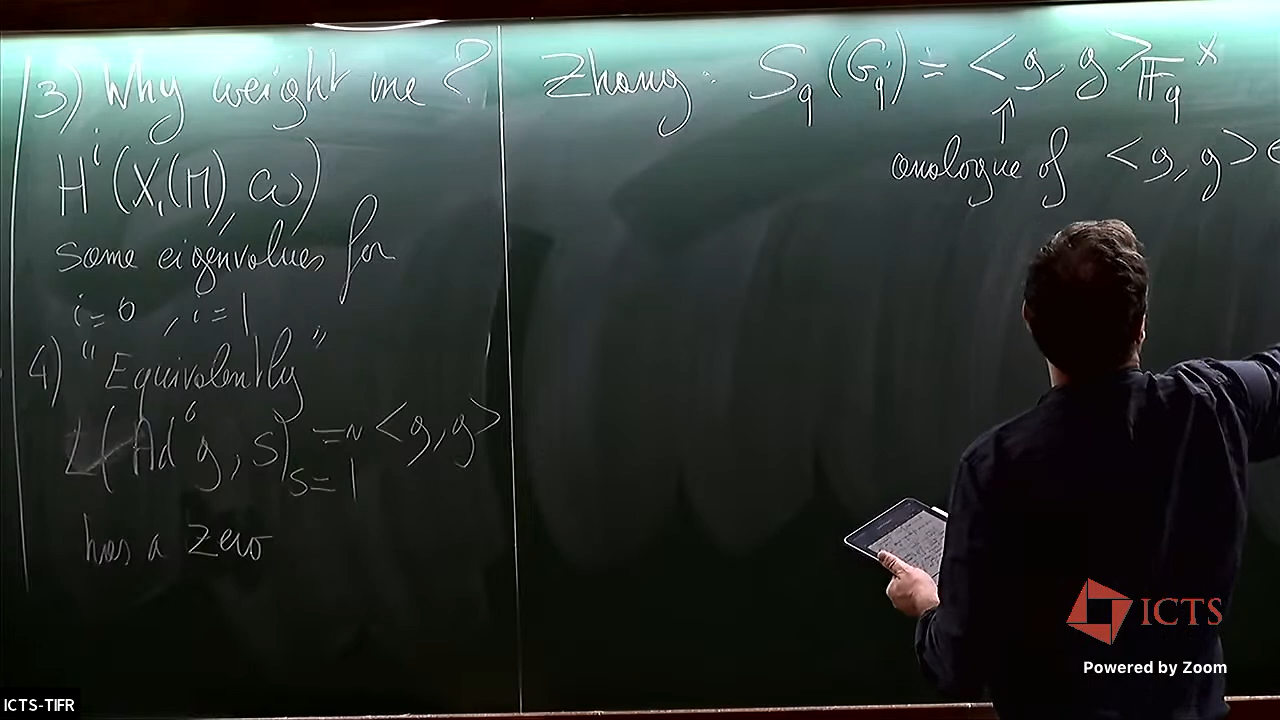 3) Why weight one?
H^i(X_1(M), ω)
same eigenvalues for
i=0, i=1
4) "Equivalently"
L(Ad^0 g, s)|_{s=1} =~ <g, g>
has a zero
Zhang: S_q(G_q) ≐ <g, g>_{F_q^×}
↑
analogue of <g, g> ∈
ICTS
Powered by Zoom
ICTS-TIFR